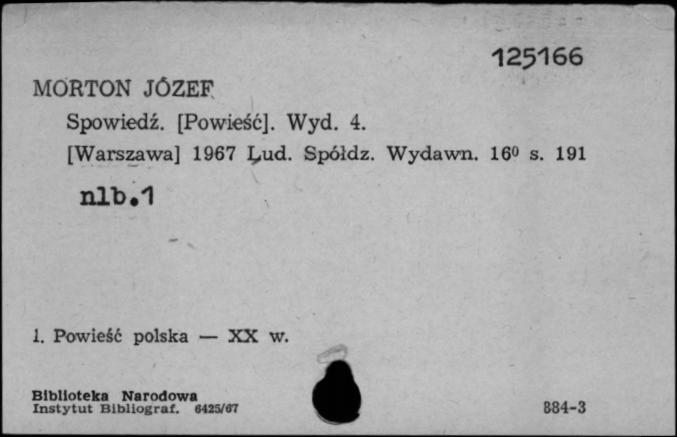 125166
MORTON JÓZEF
Spowiedź. [Powieść]. Wyd. 4.
[Warszawa] 1967 Lud. Spółdz. Wydawn. 16⁰ s. 191
nlb.1
1. Powieść polska — XX w.
Biblioteka Narodowa
Instytut Bibliograf. 6425/67
884-3